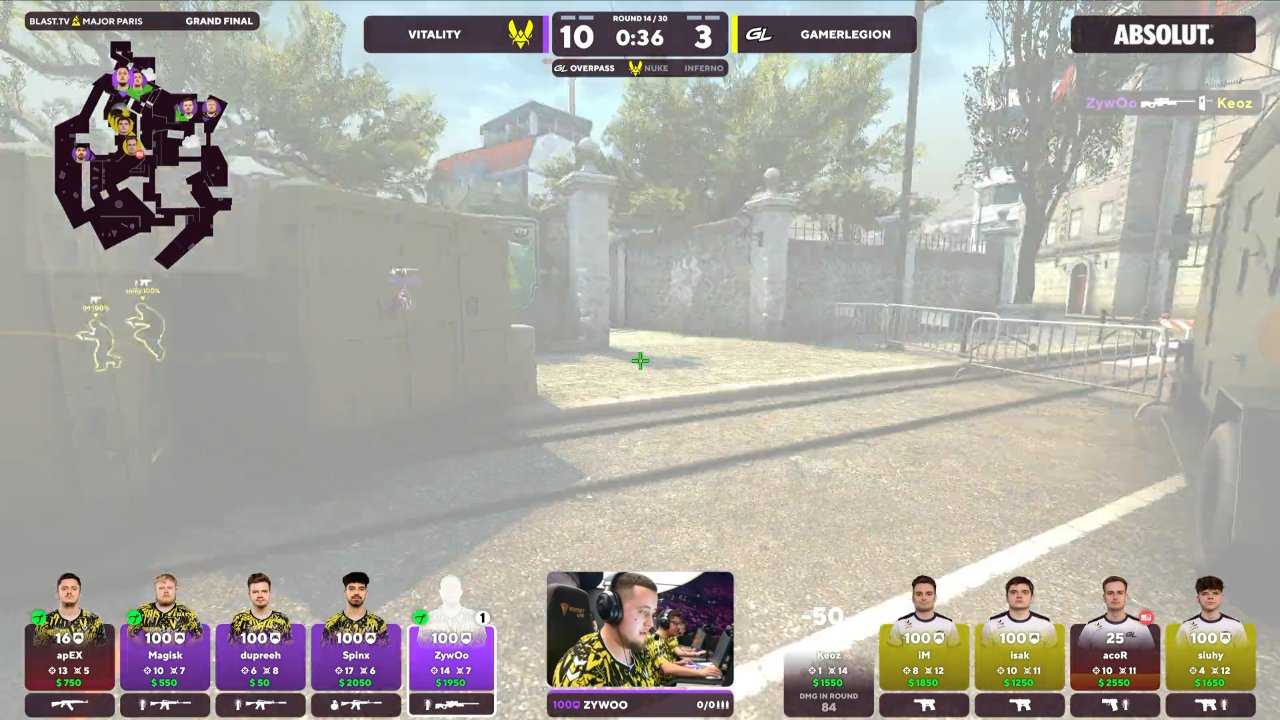 BLAST.TV MAJOR PARIS GRAND FINAL
VITALITY
10
ROUND 14 / 30
0:36
3
GL
GAMERLEGION
ABSOLUT.
GL OVERPASS NUKE INFERNO
ZywOo Keoz
iM 100%
siuhy 100%
16
apEX
13 5
$750
100
Magisk
10 7
$550
100
dupreeh
6 8
$50
100
Spinx
17 6
$2050
1
100
ZywOo
14 7
$1950
100 ZYWOO 0/0
-50
Keoz
1 14
$1550
DMG IN ROUND
84
100
iM
8 12
$1850
100
isak
10 11
$1250
25 GL
acoR
10 11
$2550
100
siuhy
4 12
$1650